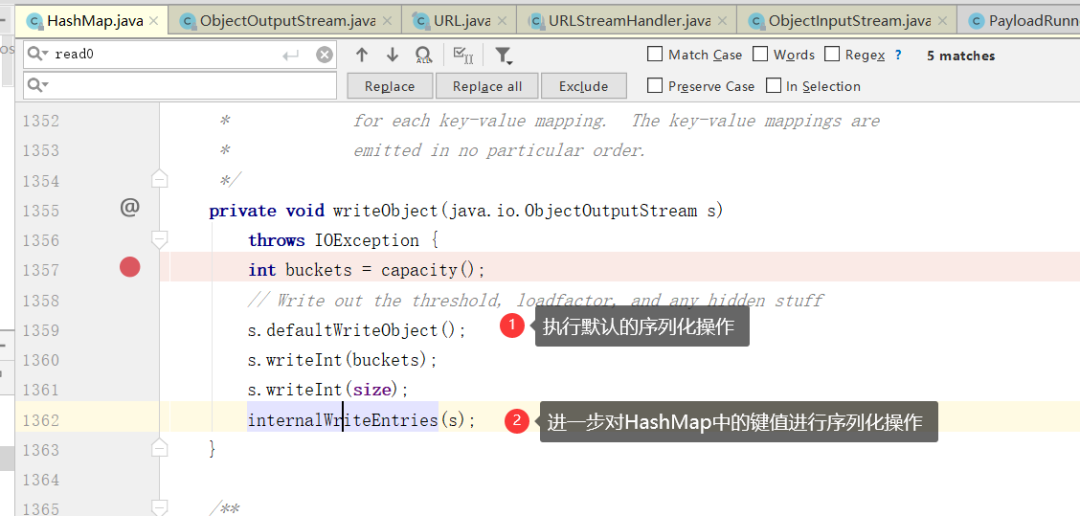 HashMap.java ObjectOutputStream.java URL.java URLStreamHandler.java ObjectInputStream.java PayloadRunn
read0 Match Case Words Regex ? 5 matches
Replace Replace all Exclude Preserve Case In Selection
1352 * for each key-value mapping. The key-value mappings are
1353 * emitted in no particular order.
1354 */
1355 @ private void writeObject(java.io.ObjectOutputStream s)
1356 throws IOException {
1357 int buckets = capacity();
1358 // Write out the threshold, loadfactor, and any hidden stuff
1359 s.defaultWriteObject(); 1 执行默认的序列化操作
1360 s.writeInt(buckets);
1361 s.writeInt(size);
1362 internalWriteEntries(s); 2 进一步对HashMap中的键值进行序列化操作
1363 }
1364
1365 /**